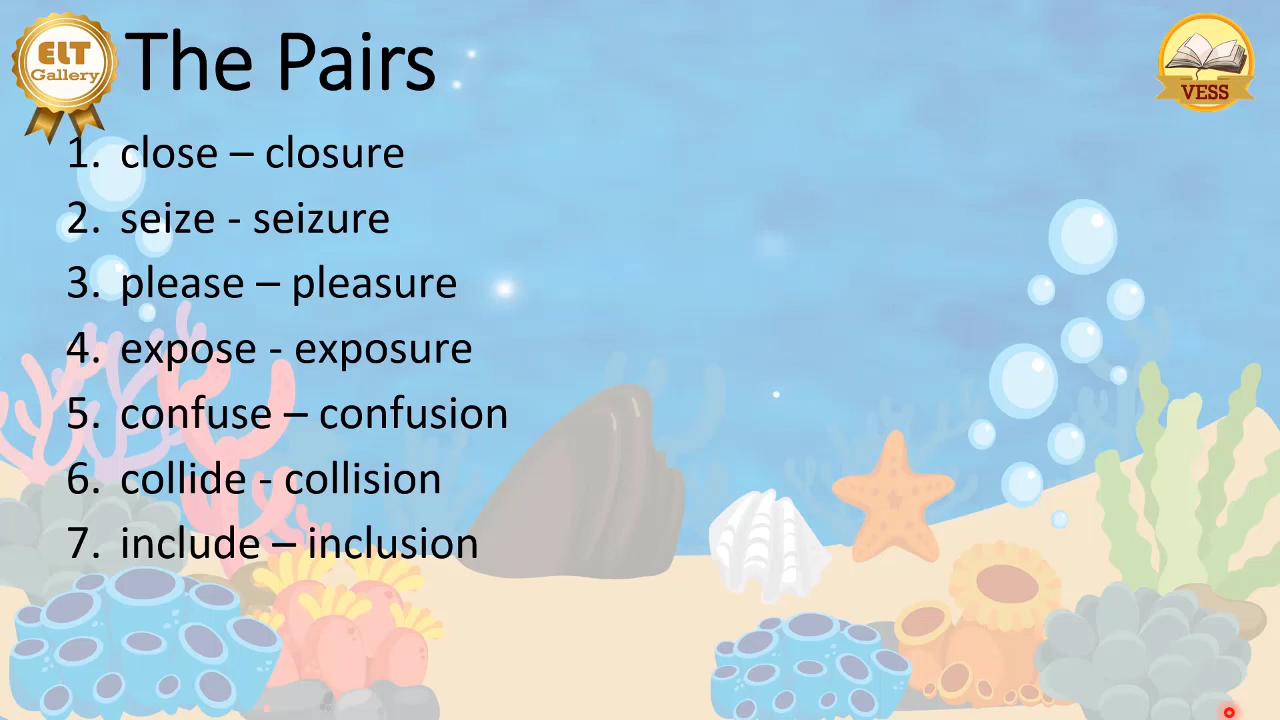 ELT
Gallery
The Pairs
VESS
1. close – closure
2. seize - seizure
3. please – pleasure
4. expose - exposure
5. confuse – confusion
6. collide - collision
7. include – inclusion